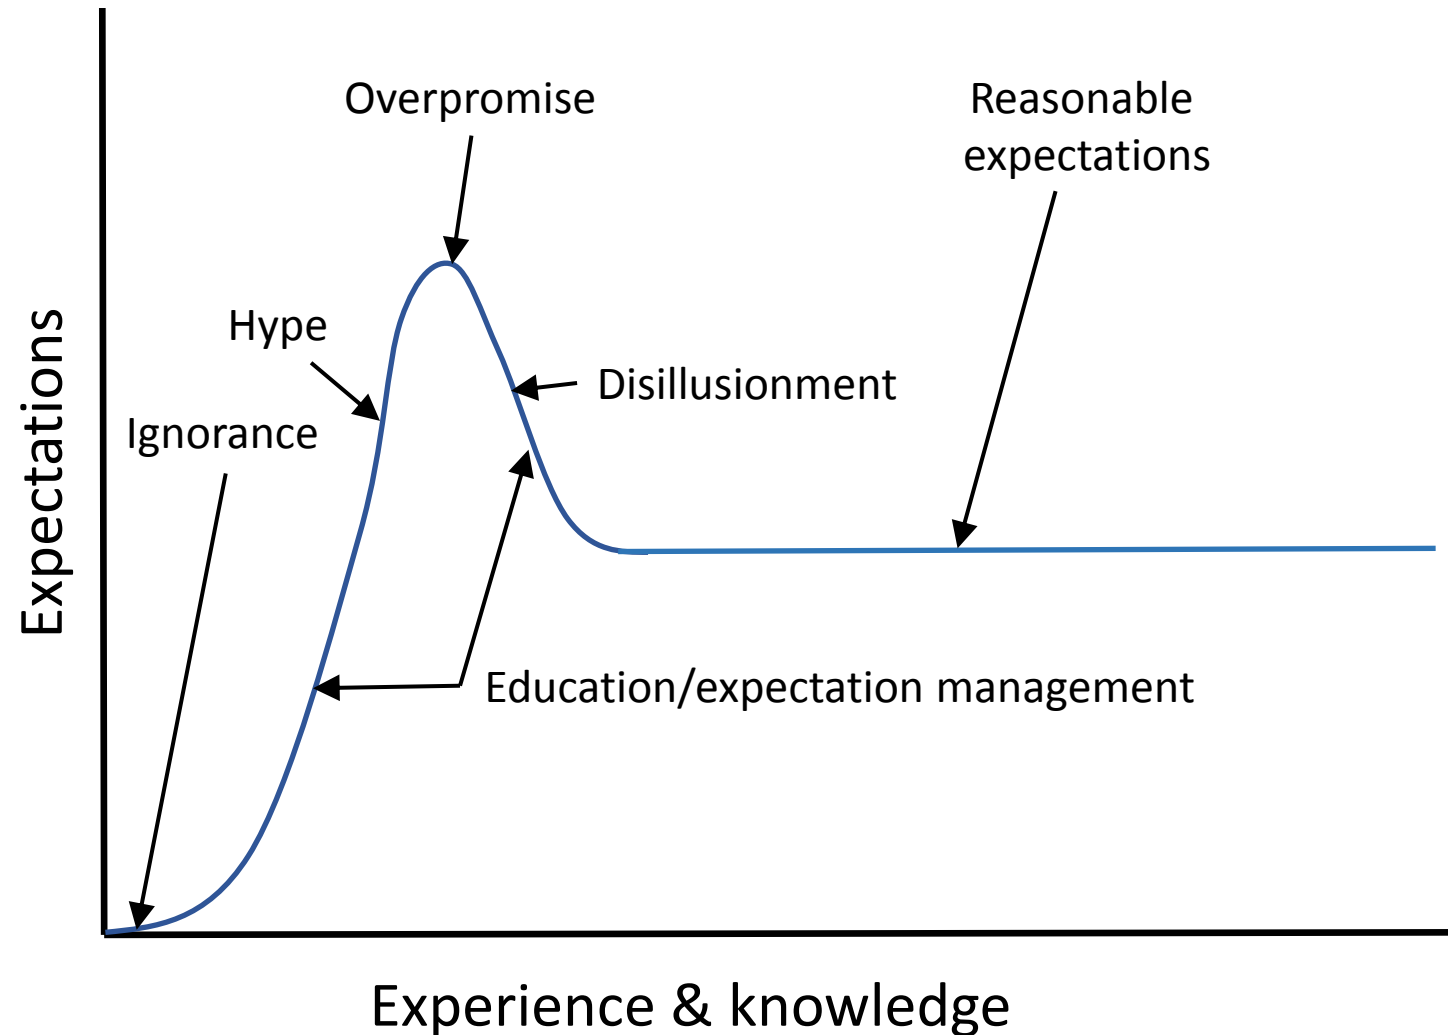 Overpromise
Reasonable
expectations
Hype
Disillusionment
Ignorance
Expectations
Education/expectation management
Experience & knowledge